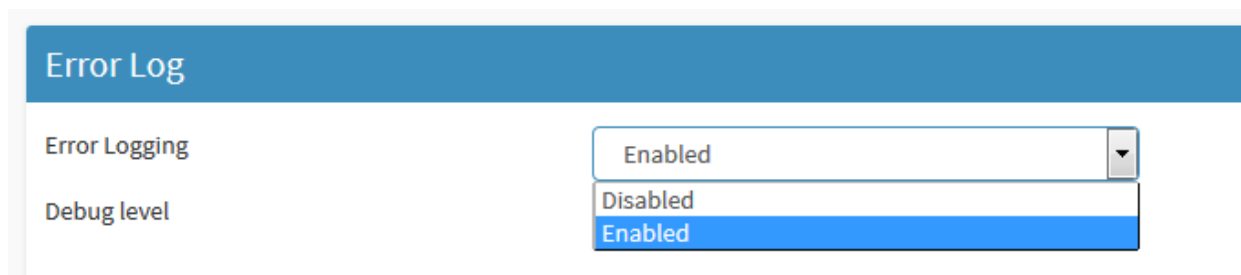 Error Log
Error Logging Enabled
Disabled
Debug level
Enabled